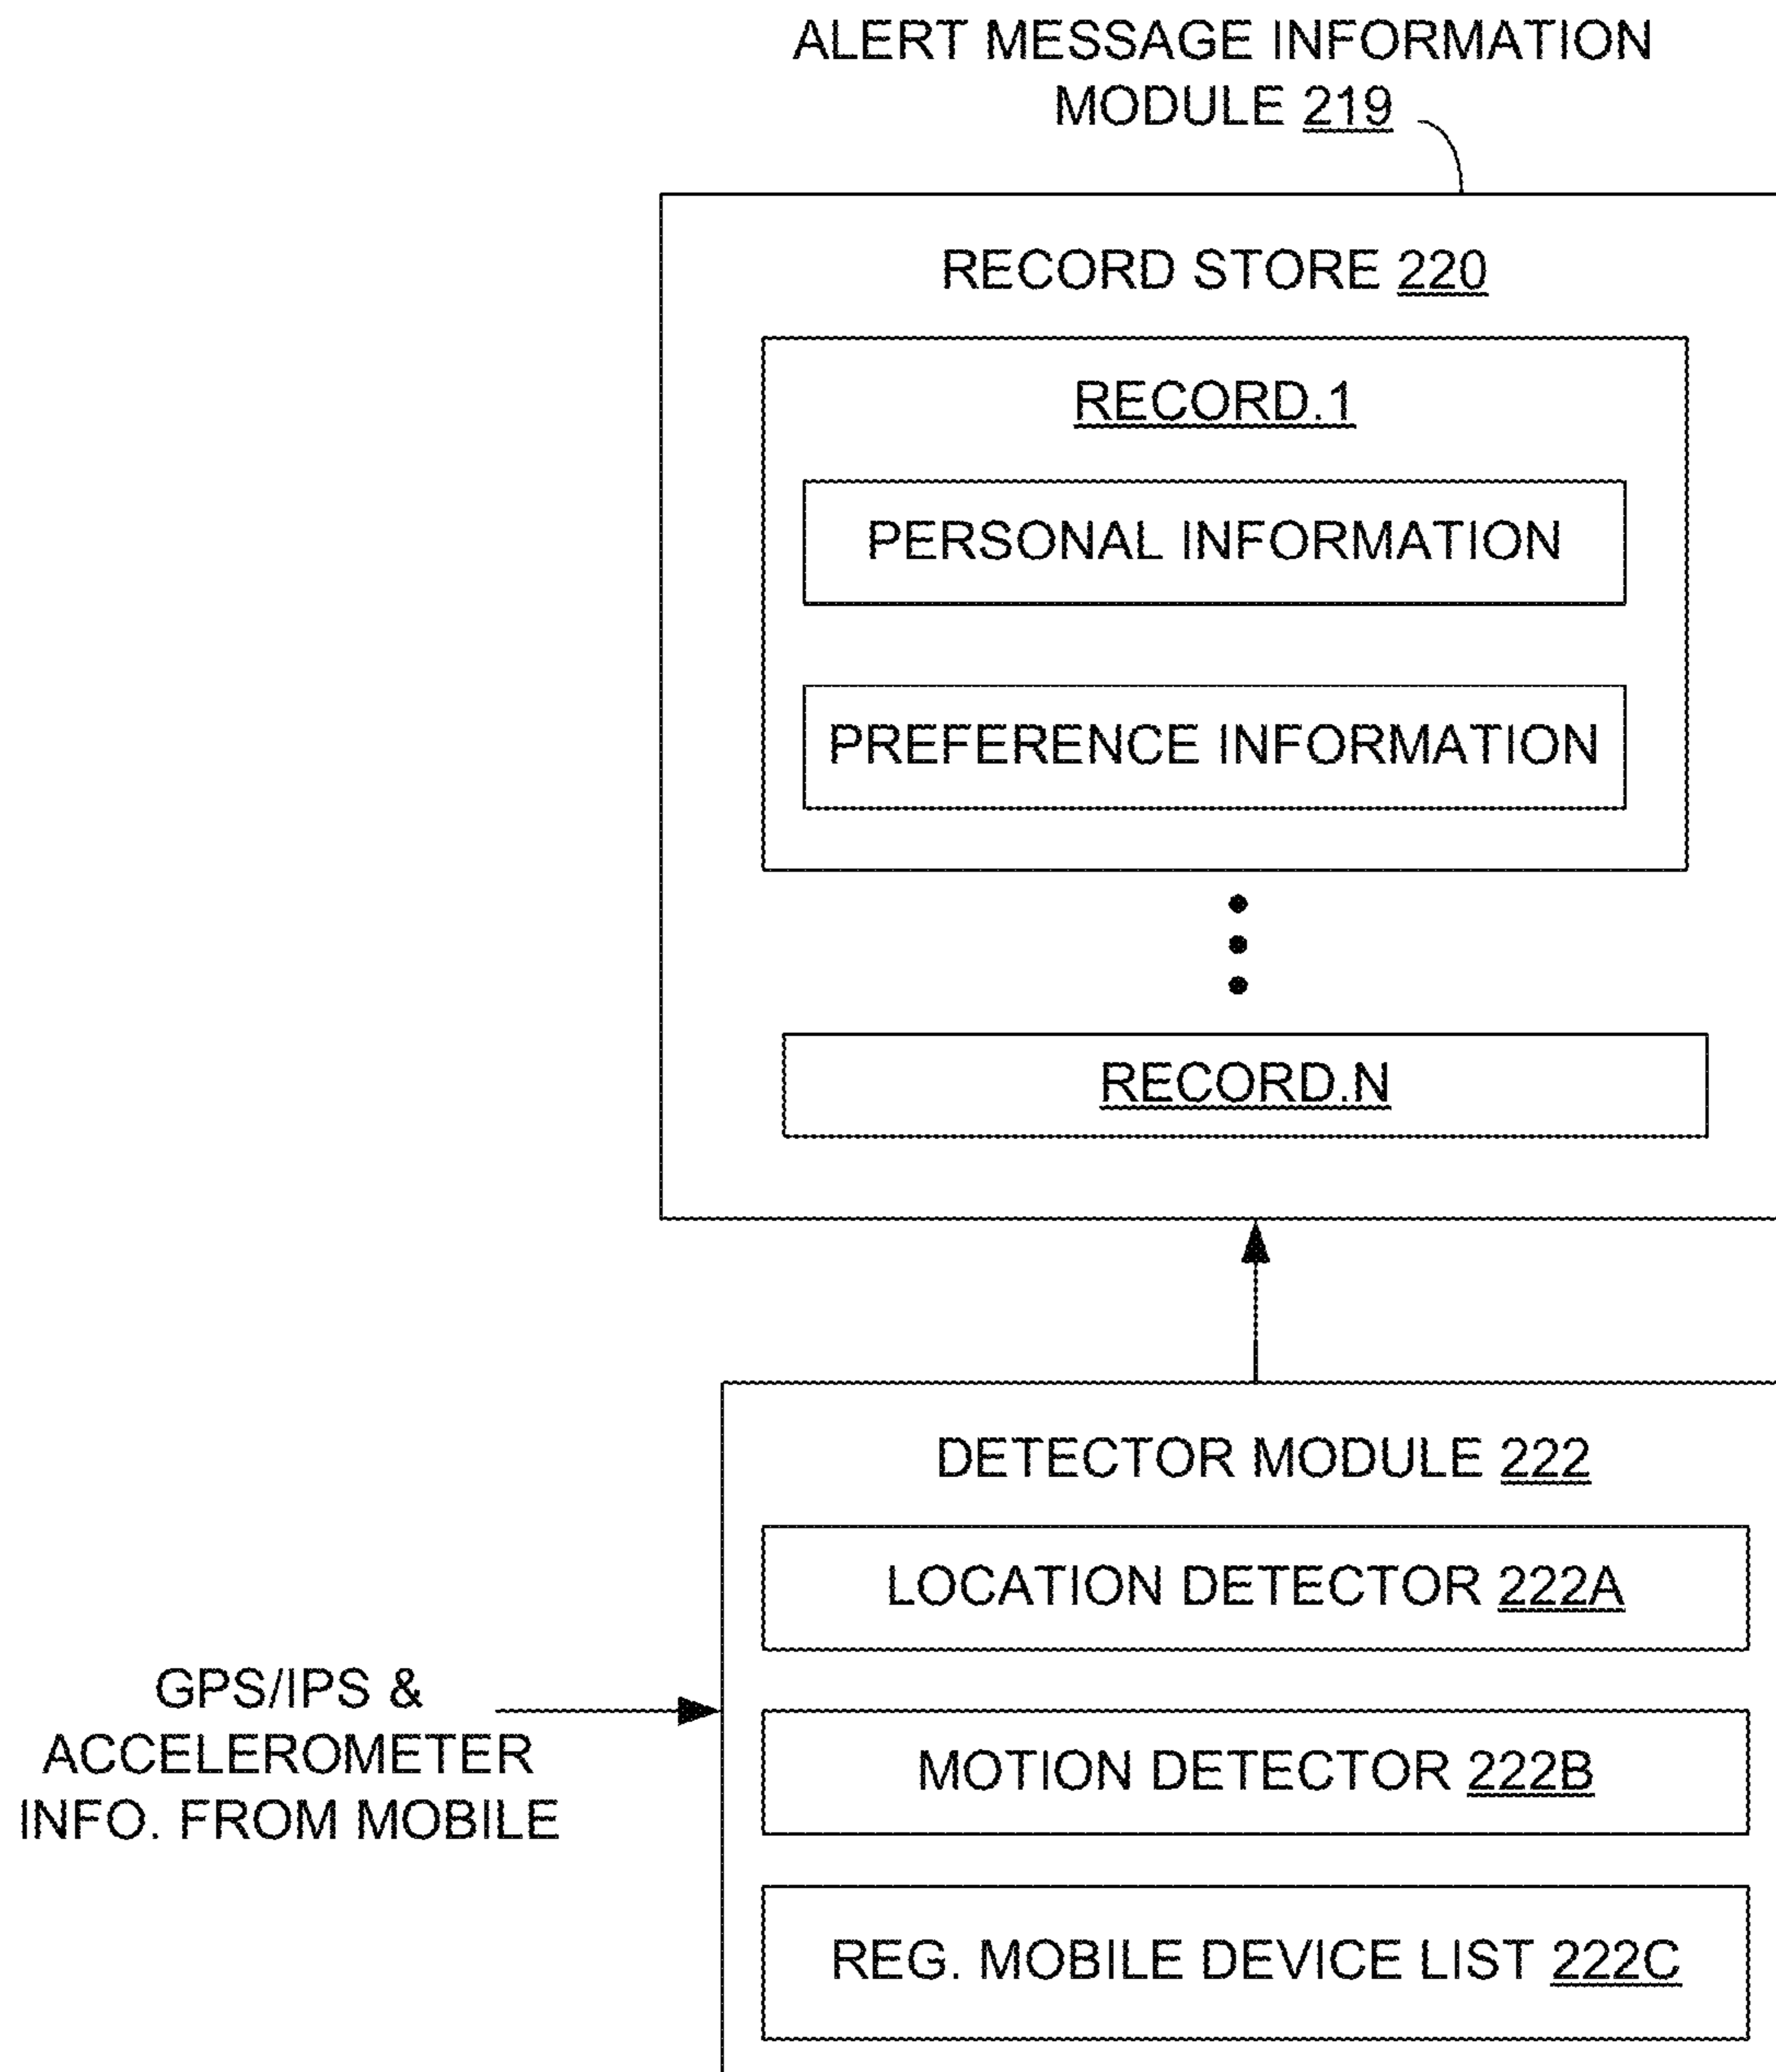 ALERT MESSAGE INFORMATION
MODULE 219
RECORD STORE 220
RECORD.1
PERSONAL INFORMATION
PREFERENCE INFORMATION
RECORD.N
DETECTOR MODULE 222
LOCATION DETECTOR 222A
GPS/IPS &
ACCELEROMETER
INFO. FROM MOBILE
MOTION DETECTOR 222B
REG. MOBILE DEVICE LIST 222C